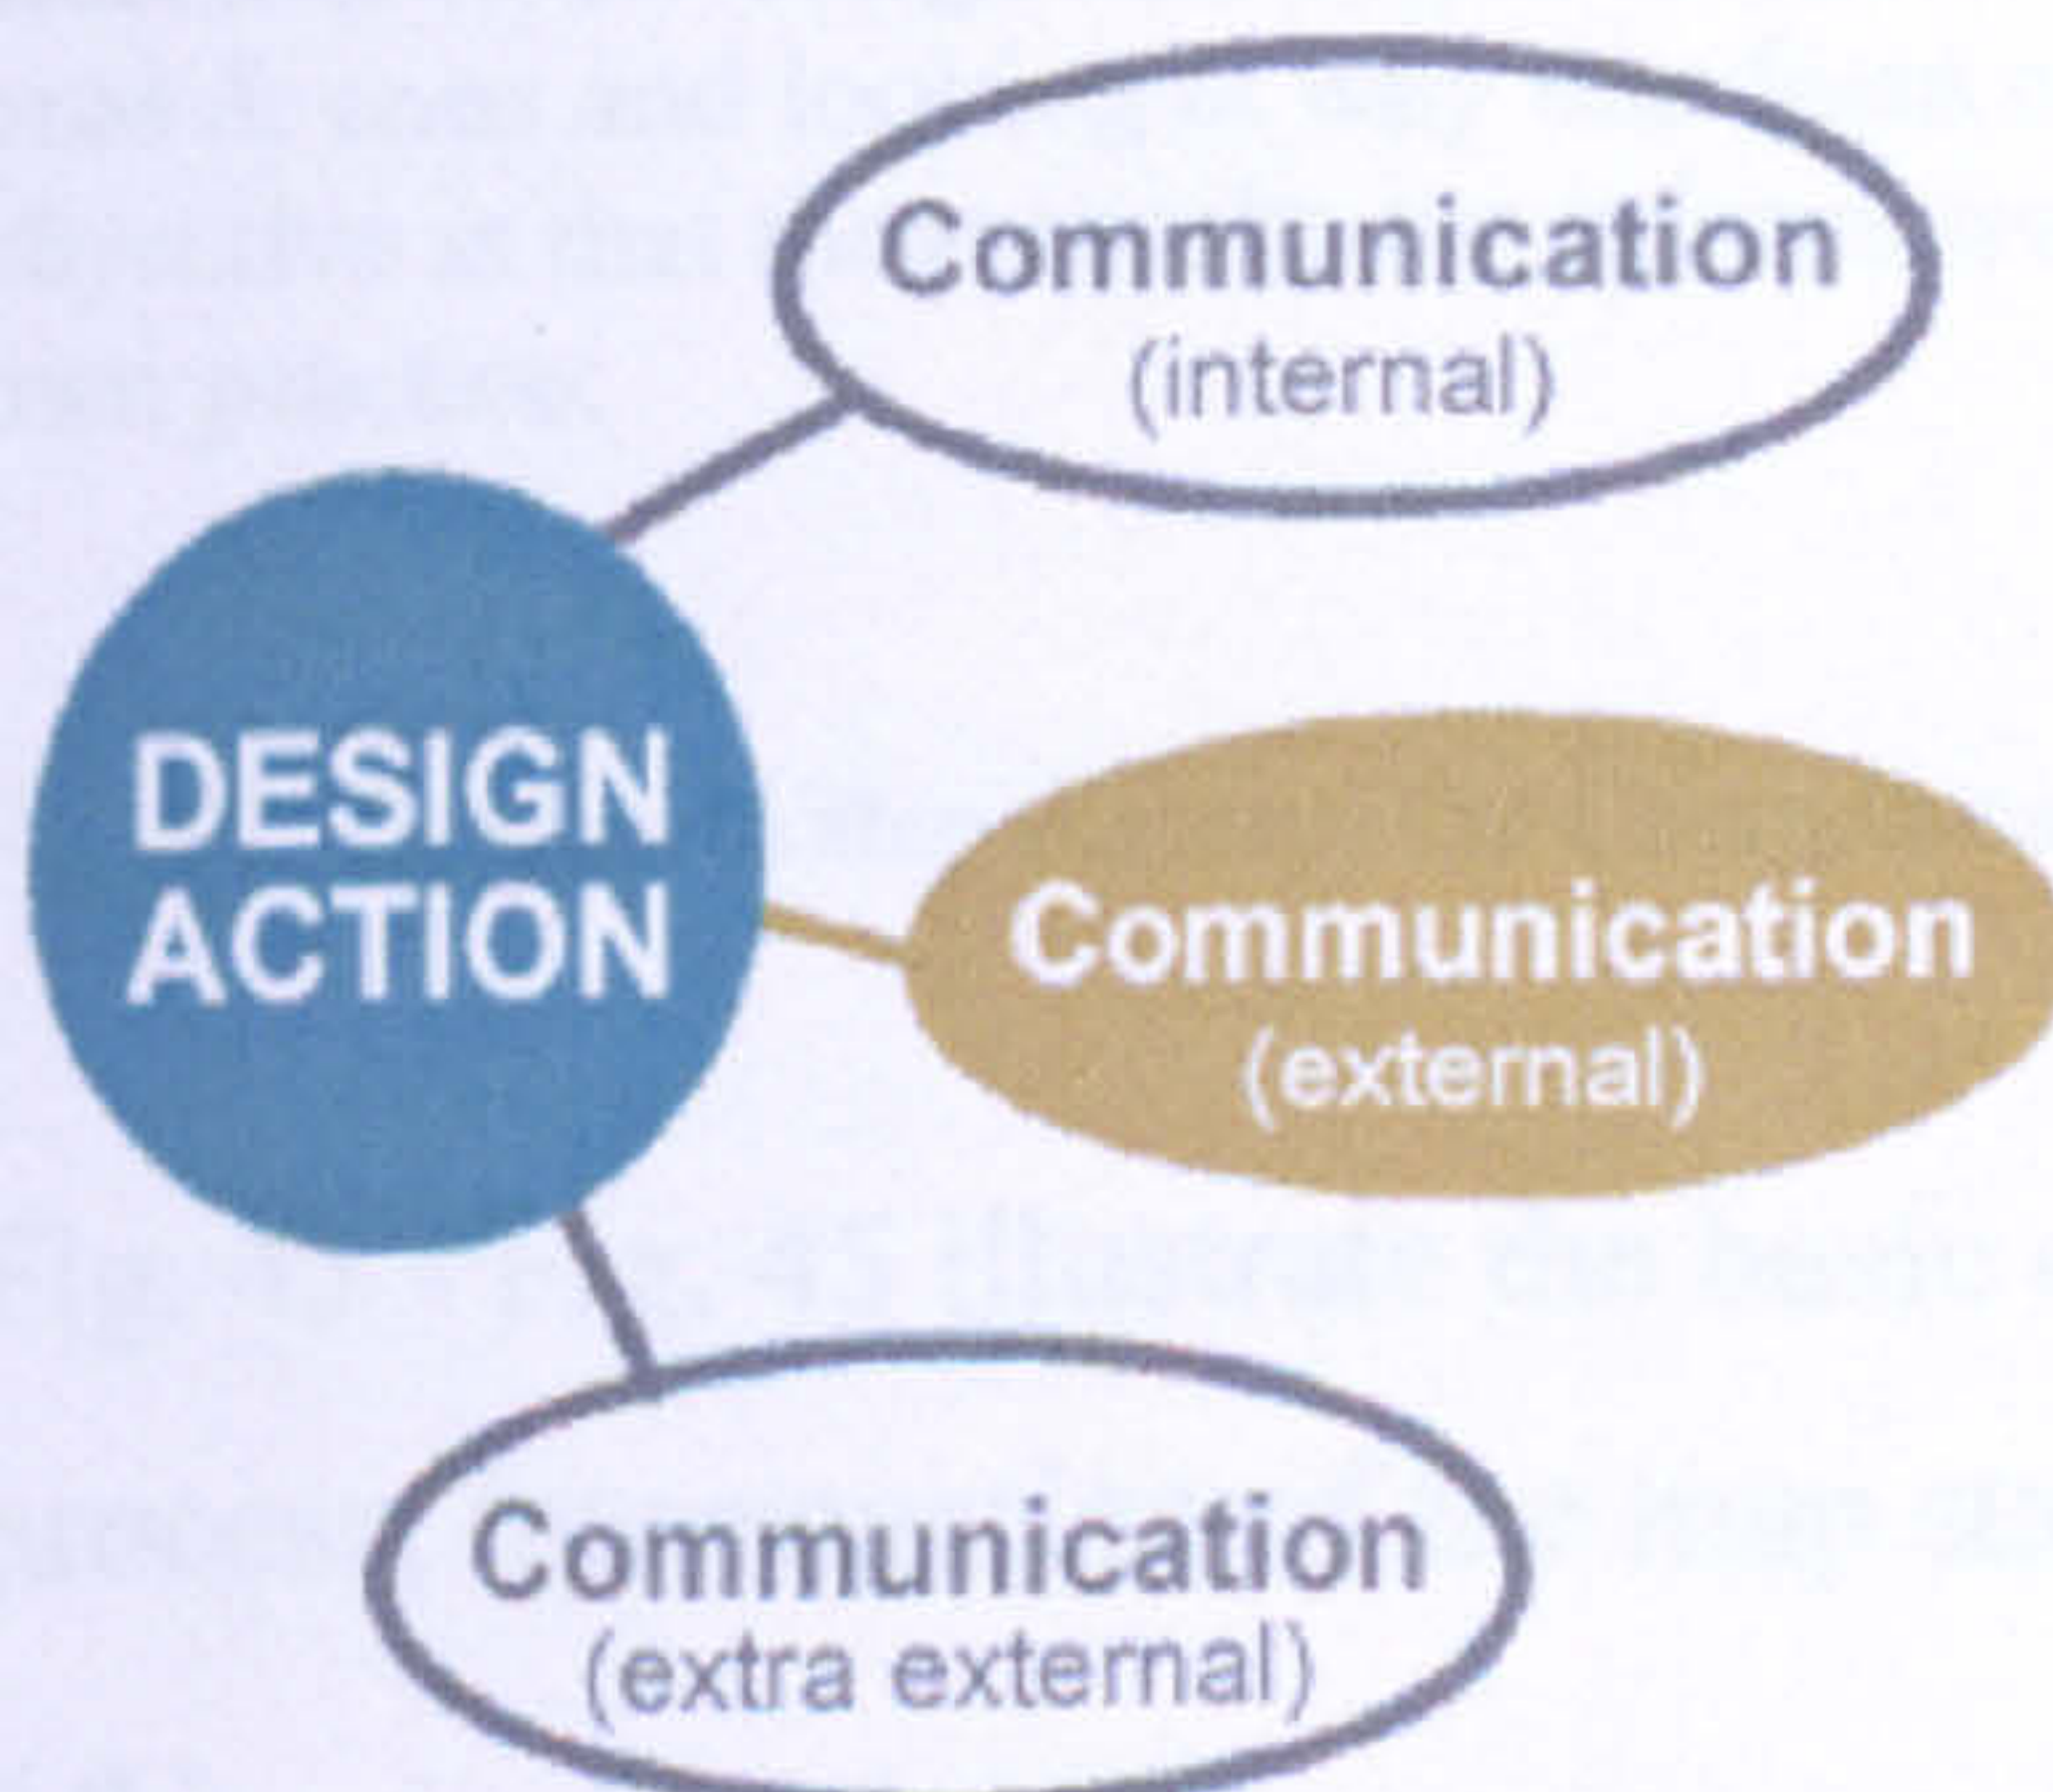 Communication
(internal)
DESIGN
ACTION
Communication
(external)
Communication
(extra external)